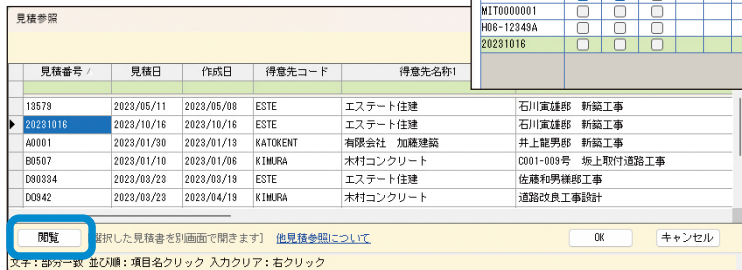 見積参照
MIT0000001
H06-12349A
20231016
見積番号 / 見積日 作成日 得意先コード 得意先名称1
13579 2023/05/11 2023/05/08 ESTE エステート住建 石川寅雄邸 新築工事
20231016 2023/10/16 2023/10/16 ESTE エステート住建 石川寅雄邸 新築工事
A0001 2023/01/30 2023/01/13 KATOKENT 有限会社 加藤建築 井上龍男邸 新築工事
B0507 2023/01/10 2023/01/06 KIMURA 木村コンクリート C001-009号 坂上取付道路工事
D90334 2023/03/23 2023/03/19 ESTE エステート住建 佐藤和男様邸工事
D0942 2023/03/23 2023/04/19 KIMURA 木村コンクリート 道路改良工事設計
閲覧 選択した見積書を別画面で開きます] 他見積参照について OK キャンセル
文字:部分一致 並び順:項目名クリック 入力クリア:右クリック